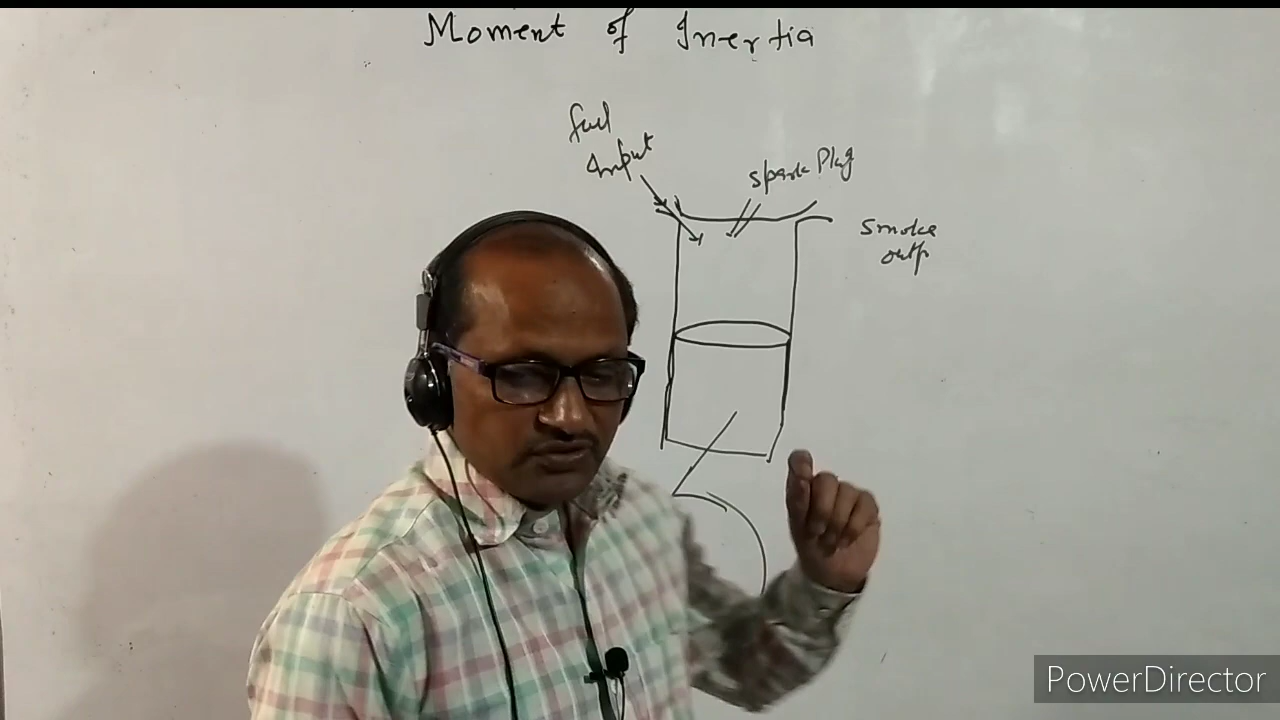 Moment of Inertia
fuel
Input
spark Plug
smoke
outp
PowerDirector